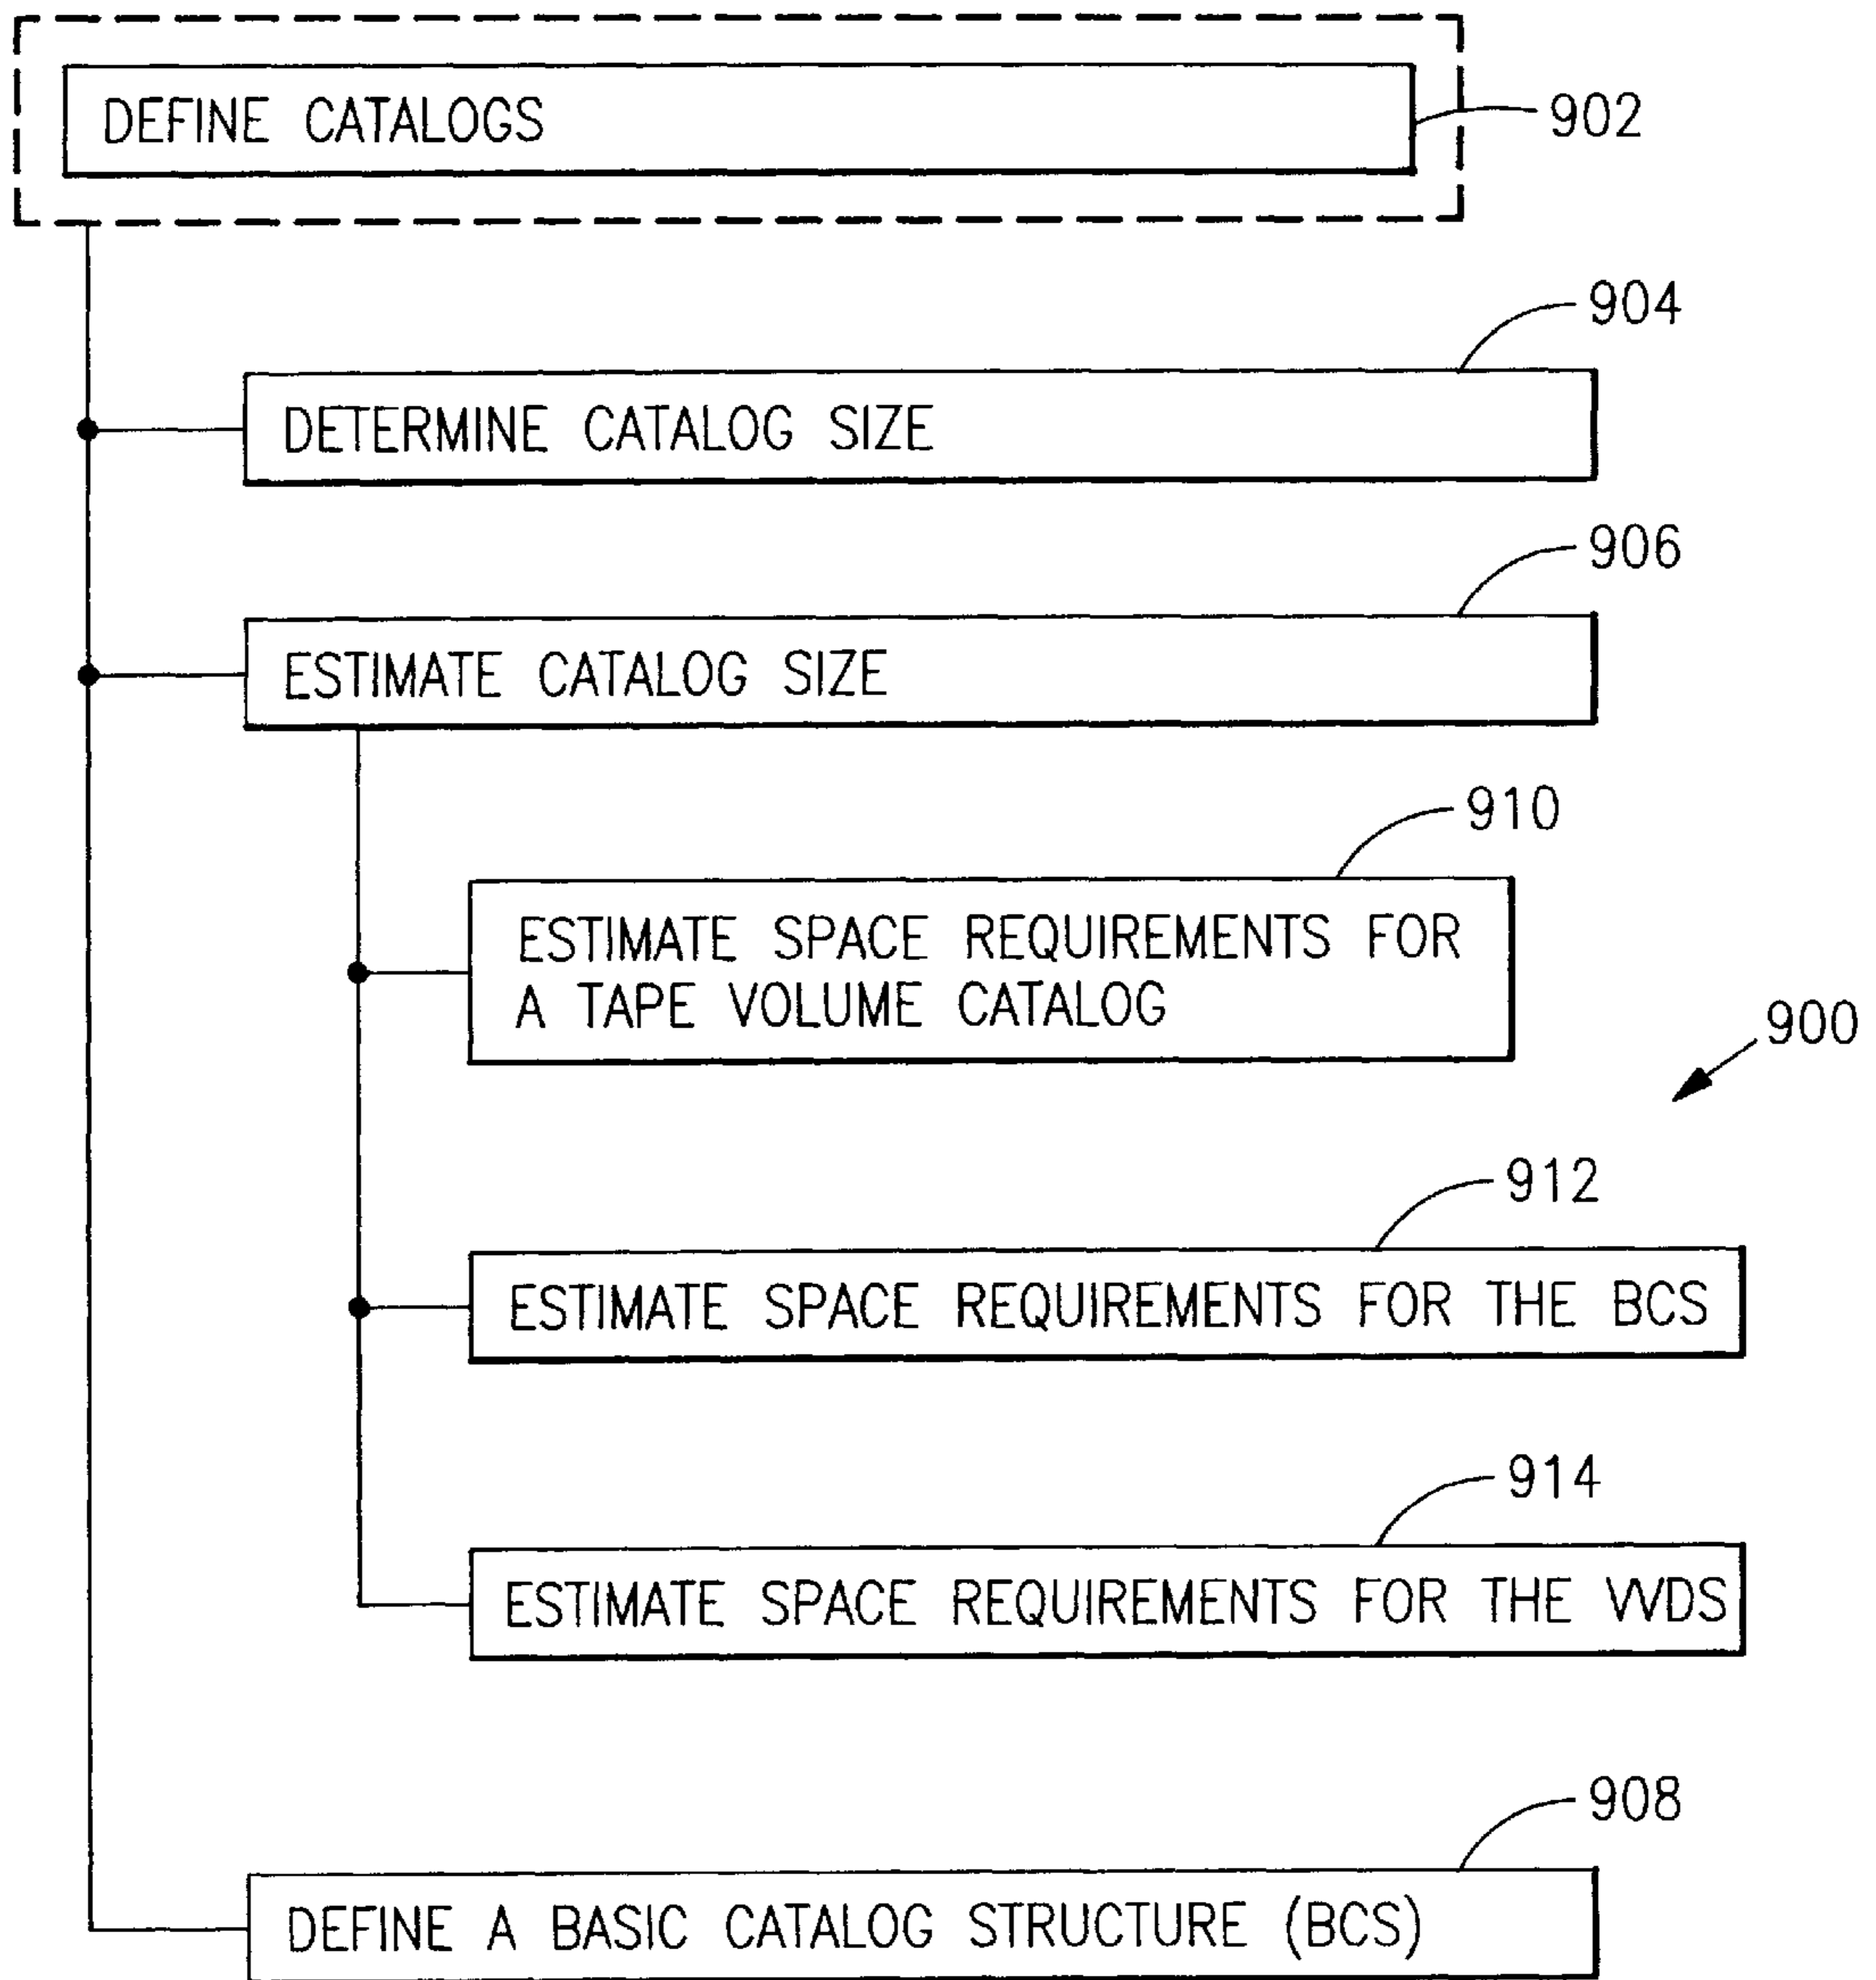 DEFINE CATALOGS
902
904
DETERMINE CATALOG SIZE
906
ESTIMATE CATALOG SIZE
910
ESTIMATE SPACE REQUIREMENTS FOR
A TAPE VOLUME CATALOG
900
912
ESTIMATE SPACE REQUIREMENTS FOR THE BCS
914
ESTIMATE SPACE REQUIREMENTS FOR THE VVDS
908
DEFINE A BASIC CATALOG STRUCTURE (BCS)